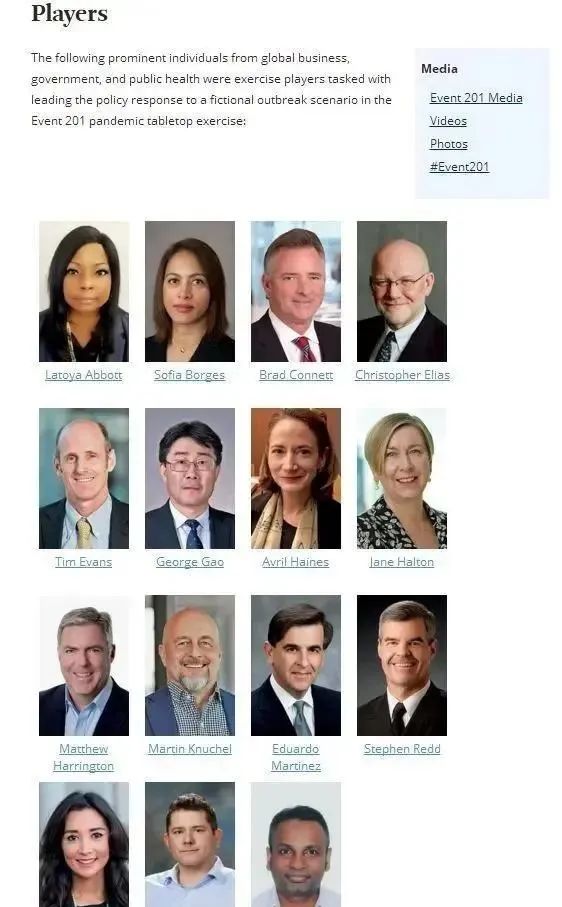 Players
The following prominent individuals from global business,
government, and public health were exercise players tasked with
leading the policy response to a fictional outbreak scenario in the
Event 201 pandemic tabletop exercise:
Media
Event 201 Media
Videos
Photos
#Event201
Latoya Abbott
Sofia Borges
Brad Connett
Christopher Elias
Tim Evans
George Gao
Avril Haines
Jane Halton
Matthew
Harrington
Martin Knuchel
Eduardo
Martinez
Stephen Redd